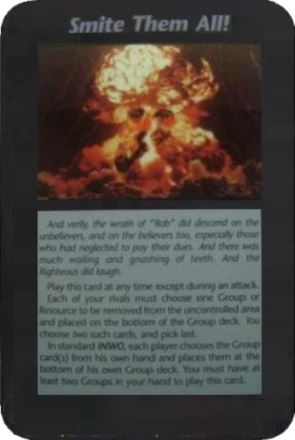 Smite Them All!
And verily, the wrath of "Bob" did descend on the
unbelievers, and on the believers too, especially those
who had neglected to pay their dues. And there was
much wailing and gnashing of teeth. And the
Righteous did laugh.
Play this card at any time except during an attack.
Each of your rivals must choose one Group or
Resource to be removed from the uncontrolled area
and placed on the bottom of the Group deck. You
choose two such cards, and pick last.
In standard INWO, each player chooses the Group
card(s) from his own hand and places them at the
bottom of his own Group deck. You must have at
least two Groups in your hand to play this card.